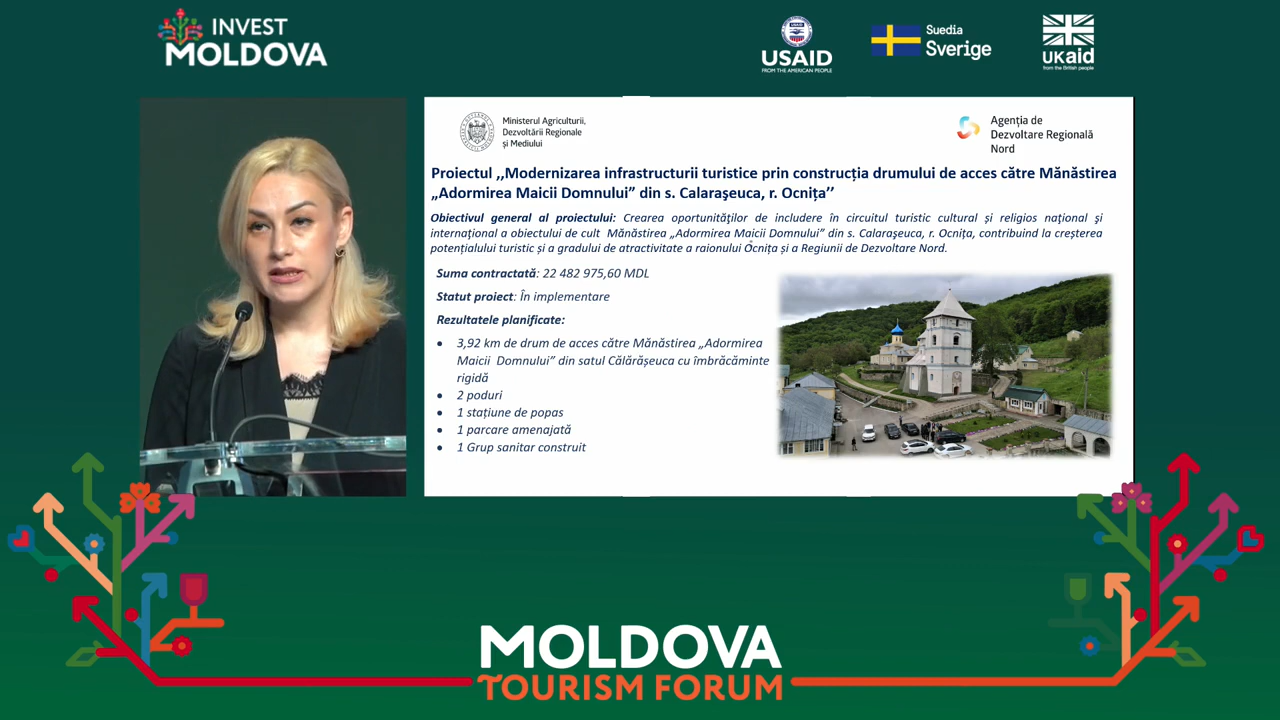 INVEST
MOLDOVA
USAID
FROM THE AMERICAN PEOPLE
Suedia
Sverige
UKaid
from the British people
Ministerul Agriculturii,
Dezvoltării Regionale
și Mediului
Agenția de
Dezvoltare Regională
Nord
Proiectul ,,Modernizarea infrastructurii turistice prin construcția drumului de acces către Mănăstirea
„Adormirea Maicii Domnului” din s. Calaraşeuca, r. Ocnița’’
Obiectivul general al proiectului: Crearea oportunităţilor de includere în circuitul turistic cultural și religios naţional şi
internaţional a obiectului de cult Mănăstirea „Adormirea Maicii Domnului” din s. Calaraşeuca, r. Ocnița, contribuind la creșterea
potențialului turistic și a gradului de atractivitate a raionului Ocnița și a Regiunii de Dezvoltare Nord.
Suma contractată: 22 482 975,60 MDL
Statut proiect: În implementare
Rezultatele planificate:
• 3,92 km de drum de acces către Mănăstirea „Adormirea
Maicii Domnului” din satul Călărășeuca cu îmbrăcăminte
rigidă
• 2 poduri
• 1 stațiune de popas
• 1 parcare amenajată
• 1 Grup sanitar construit
MOLDOVA
TOURISM FORUM